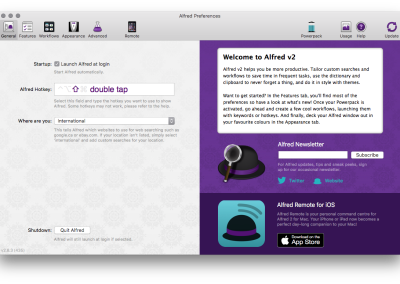 Alfred Preferences
General Features Workflows Appearance Advanced Remote Powerpack Usage Help Update
Startup: Launch Alfred at login
Start Alfred automatically.
Alfred Hotkey: double tap
Select this field and type the hotkey you want to use to show
Alfred. Some hotkeys may not work, please refer to the help.
Where are you: International
This tells Alfred which websites to use for web searching such as
google.ca or ebay.com. If your location isn't listed, simply select
'International' and add custom searches for your location.
Shutdown: Quit Alfred
Alfred will still launch at login if selected.
Welcome to Alfred v2
Alfred v2 helps you be more productive. Tailor custom searches
and workflows to save time in frequent tasks, use the dictionary
and clipboard to never forget a thing, and do it in style with themes.
Want to get started? In the Features tab, you'll find most of the
preferences so have a look at what's new! Once your Powerpack is
activated, go ahead and create a few cool workflows, launching them
with keywords or hotkeys. And finally, deck your Alfred window out in
your favourite colours in the Appearance tab.
Alfred Newsletter
Subscribe
For Alfred updates, tips and sneak peeks, sign
up for our occasional newsletter.
Twitter Website
Alfred Remote for iOS
Alfred Remote is your personal command centre for
Alfred 2 for Mac. Your iPhone or iPad now becomes a
perfect day-long companion to your Mac!
Download on the
App Store